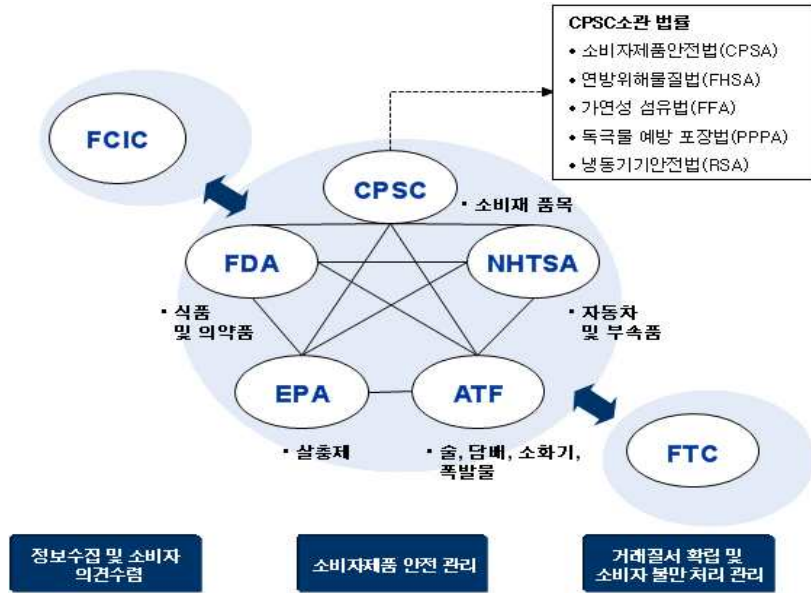 CPSC소관 법률
• 소비자제품안전법(CPSA)
• 연방위해물질법(FHSA)
• 가연성 섬유법(FFA)
• 독극물 예방 포장법(PPPA)
• 냉동기기안전법(RSA)
FCIC
CPSC
• 소비재 품목
FDA
NHTSA
• 식품
및 의약품
• 자동차
및 부속품
EPA
ATF
• 살충제
• 술, 담배, 소화기,
폭발물
FTC
정보수집 및 소비자
의견수렴
소비자제품 안전 관리
거래질서 확립 및
소비자 불만 처리 관리